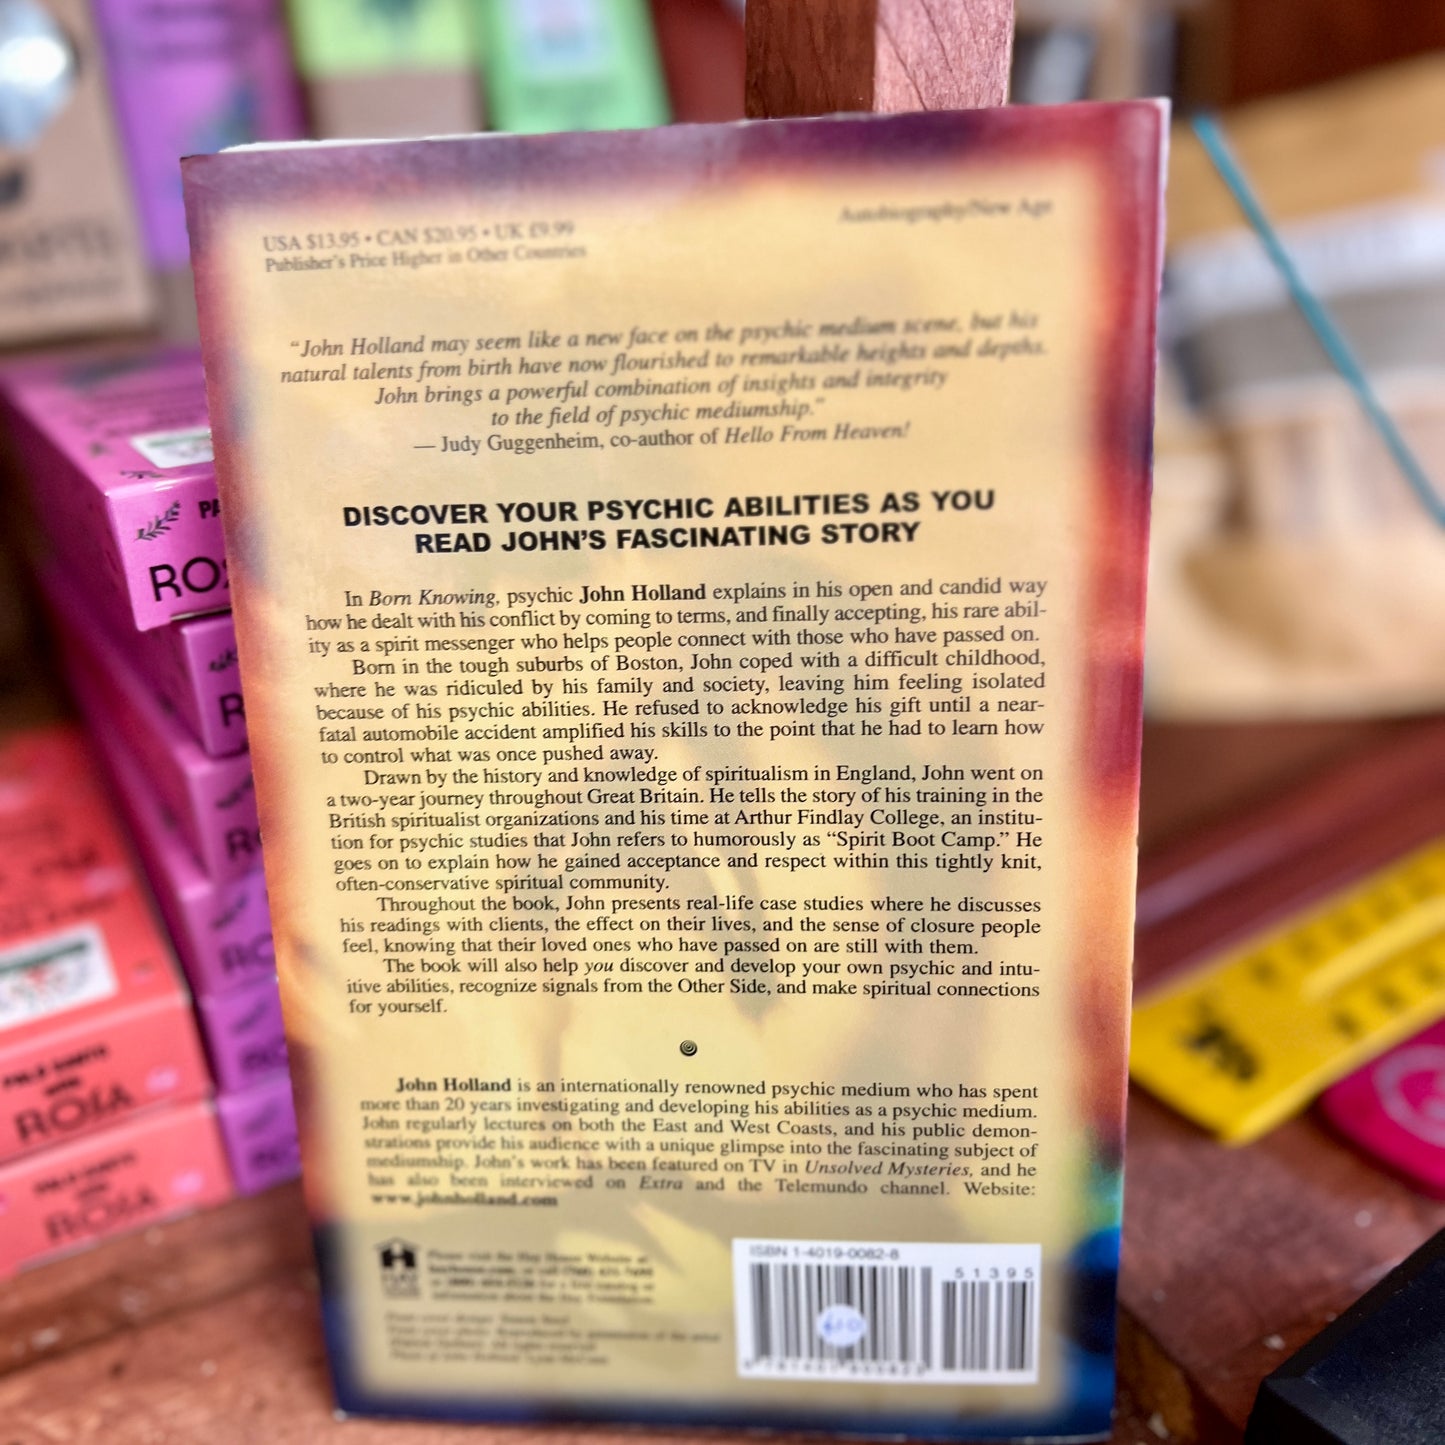 USA $13.95 • CAN $20.95 • UK £9.99
Publisher's Price Higher in Other Countries
Autobiography/New Age
"John Holland may seem like a new face on the psychic medium scene, but his
natural talents from birth have now flourished to remarkable heights and depths.
John brings a powerful combination of insights and integrity
to the field of psychic mediumship."
— Judy Guggenheim, co-author of Hello From Heaven!
DISCOVER YOUR PSYCHIC ABILITIES AS YOU
READ JOHN'S FASCINATING STORY
In Born Knowing, psychic John Holland explains in his open and candid way
how he dealt with his conflict by coming to terms, and finally accepting, his rare abil-
ity as a spirit messenger who helps people connect with those who have passed on.
Born in the tough suburbs of Boston, John coped with a difficult childhood,
where he was ridiculed by his family and society, leaving him feeling isolated
because of his psychic abilities. He refused to acknowledge his gift until a near-
fatal automobile accident amplified his skills to the point that he had to learn how
to control what was once pushed away.
Drawn by the history and knowledge of spiritualism in England, John went on
a two-year journey throughout Great Britain. He tells the story of his training in the
British spiritualist organizations and his time at Arthur Findlay College, an institu-
tion for psychic studies that John refers to humorously as "Spirit Boot Camp." He
goes on to explain how he gained acceptance and respect within this tightly knit,
often-conservative spiritual community.
Throughout the book, John presents real-life case studies where he discusses
his readings with clients, the effect on their lives, and the sense of closure people
feel, knowing that their loved ones who have passed on are still with them.
The book will also help you discover and develop your own psychic and intu-
itive abilities, recognize signals from the Other Side, and make spiritual connections
for yourself.
John Holland is an internationally renowned psychic medium who has spent
more than 20 years investigating and developing his abilities as a psychic medium.
John regularly lectures on both the East and West Coasts, and his public demon-
strations provide his audience with a unique glimpse into the fascinating subject of
mediumship. John's work has been featured on TV in Unsolved Mysteries, and he
has also been interviewed on Extra and the Telemundo channel. Website:
www.johnholland.com
Please visit the Hay House Website at
ISBN 1-4019-0082-8
51395
£10
ROSA
PALO SANTO
ROSA
ROSA